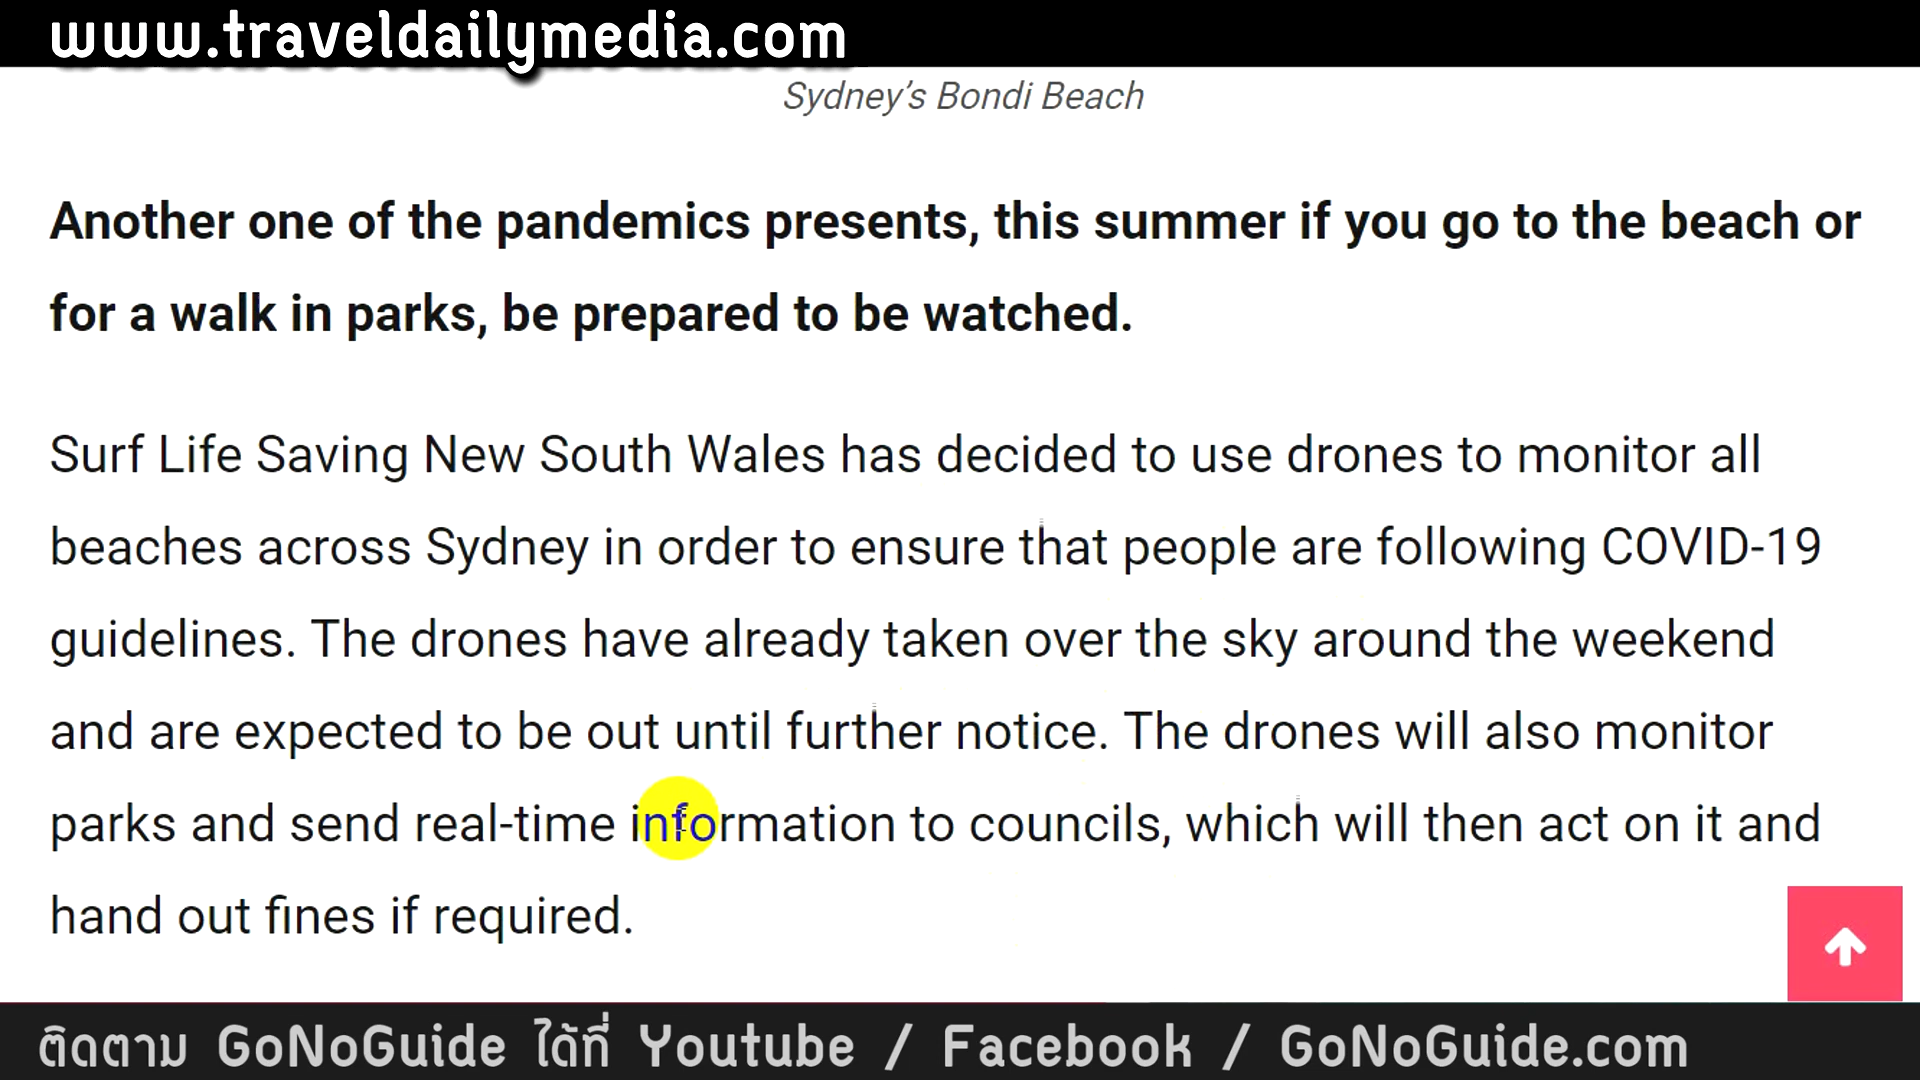 www.traveldailymedia.com
Sydney's Bondi Beach
Another one of the pandemics presents, this summer if you go to the beach or
for a walk in parks, be prepared to be watched.
Surf Life Saving New South Wales has decided to use drones to monitor all
beaches across Sydney in order to ensure that people are following COVID-19
guidelines. The drones have already taken over the sky around the weekend
and are expected to be out until further notice. The drones will also monitor
parks and send real-time information to councils, which will then act on it and
hand out fines if required.
ติดตาม GoNoGuide ได้ที่ Youtube / Facebook / GoNoGuide.com